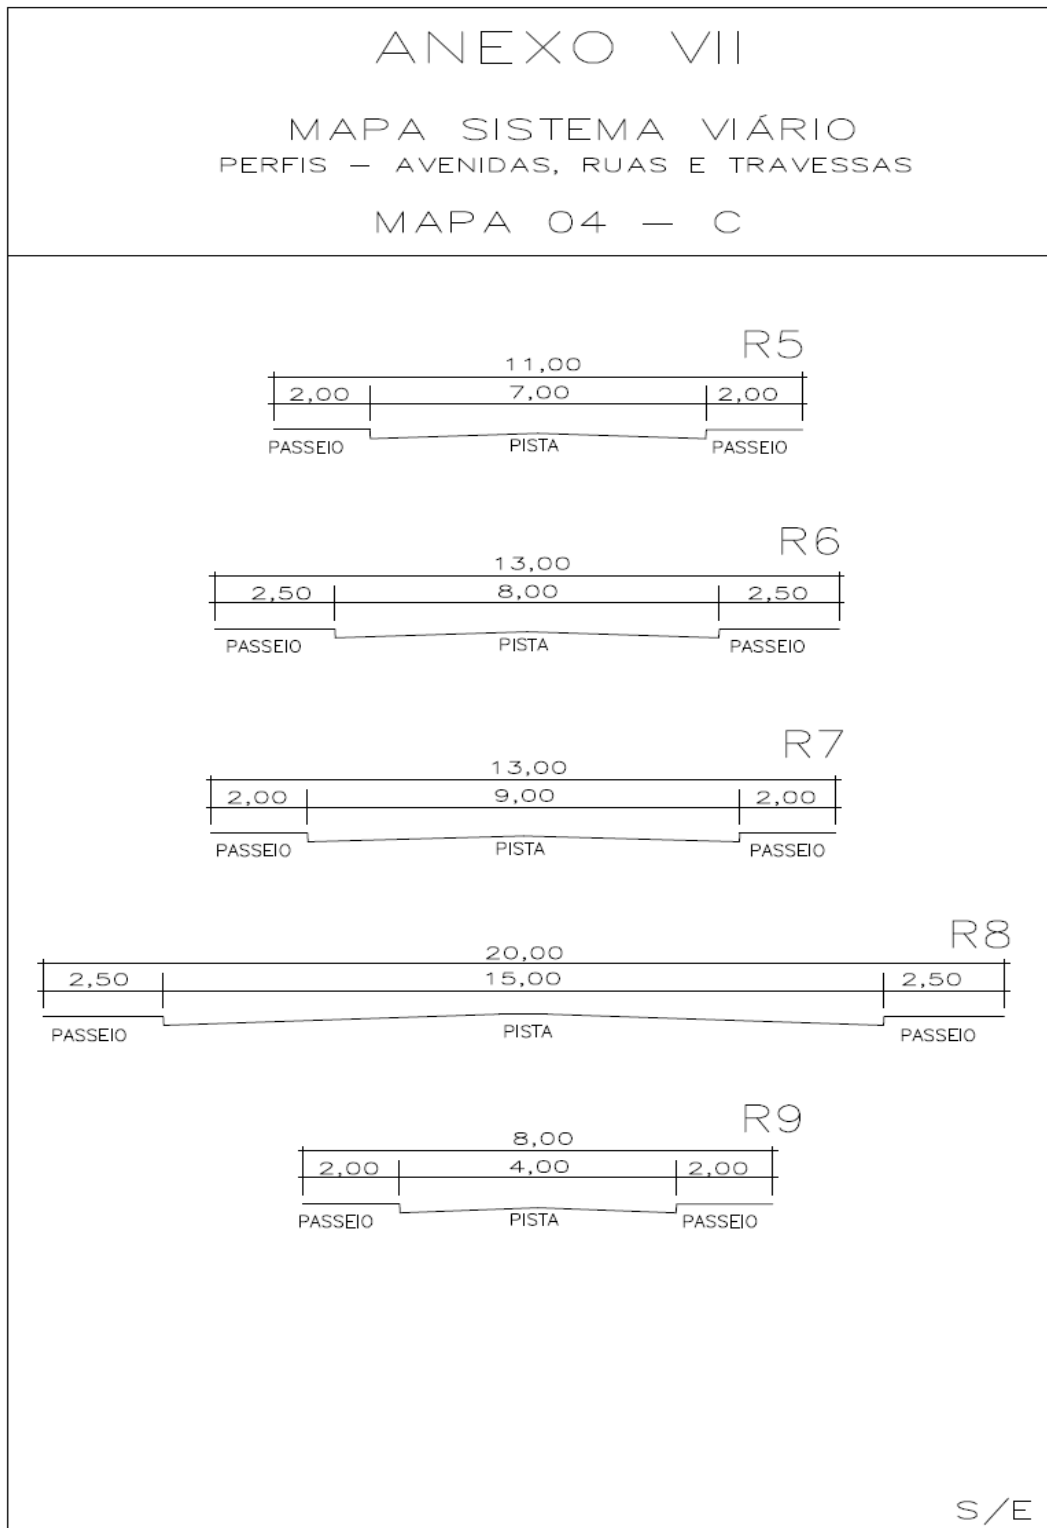 ANEXO VII
MAPA SISTEMA VIÁRIO
PERFIS – AVENIDAS, RUAS E TRAVESSAS
MAPA 04 – C
R5
11,00
2,00 7,00 2,00
PASSEIO PISTA PASSEIO
R6
13,00
2,50 8,00 2,50
PASSEIO PISTA PASSEIO
R7
13,00
2,00 9,00 2,00
PASSEIO PISTA PASSEIO
R8
20,00
2,50 15,00 2,50
PASSEIO PISTA PASSEIO
R9
8,00
2,00 4,00 2,00
PASSEIO PISTA PASSEIO
S/E